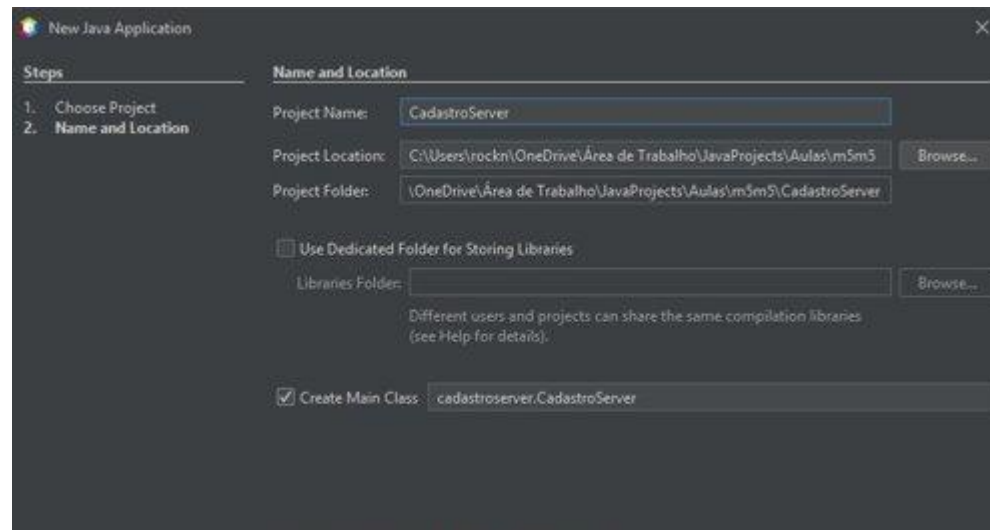 New Java Application
Steps
1. Choose Project
2. Name and Location
Name and Location
Project Name: CadastroServer
Project Location: C:\Users\rockn\OneDrive\Área de Trabalho\JavaProjects\Aulas\m5m5 Browse...
Project Folder: \OneDrive\Área de Trabalho\JavaProjects\Aulas\m5m5\CadastroServer
Use Dedicated Folder for Storing Libraries
Libraries Folder: Browse...
Different users and projects can share the same compilation libraries
(see Help for details).
Create Main Class cadastroserver.CadastroServer